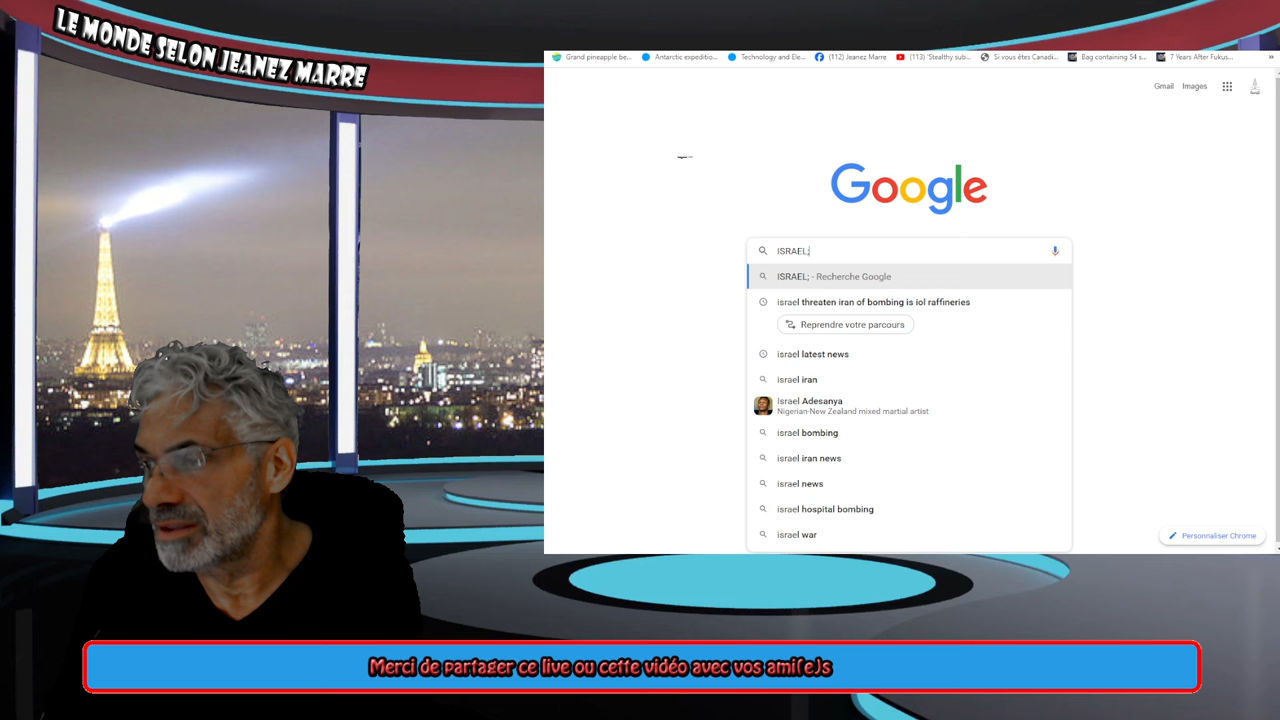 LE MONDE SELON JEANEZ MARRE
Grand pineapple be... Antarctic expeditio... Technology and Ele... (112) Jeanez Marre (113) 'Stealthy sub... Si vous êtes Canadi... Bag containing 54 s... 7 Years After Fukus... »
Gmail Images
Google
ISRAEL;
ISRAEL; - Recherche Google
israel threaten iran of bombing is iol raffineries
Reprendre votre parcours
israel latest news
israel iran
Israel Adesanya
Nigerian-New Zealand mixed martial artist
israel bombing
israel iran news
israel news
israel hospital bombing
israel war
Personnaliser Chrome
Merci de partager ce live ou cette vidéo avec vos ami(e)s